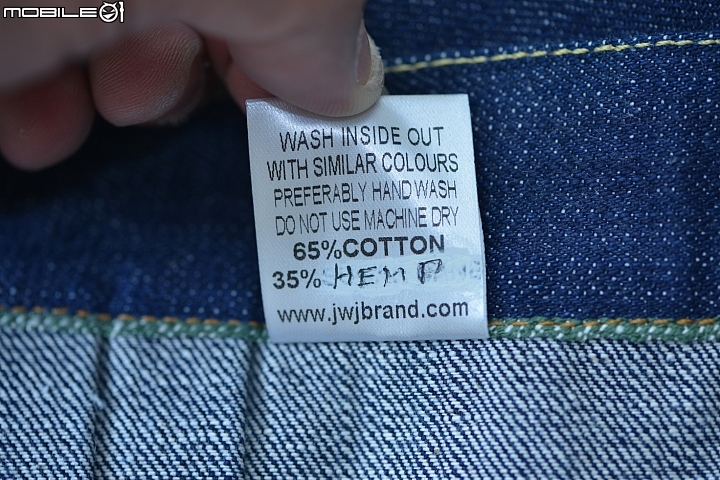 MOBILE01
WASH INSIDE OUT
WITH SIMILAR COLOURS
PREFERABLY HAND WASH
DO NOT USE MACHINE DRY
65%COTTON
35% HEMP
www.jwjbrand.com